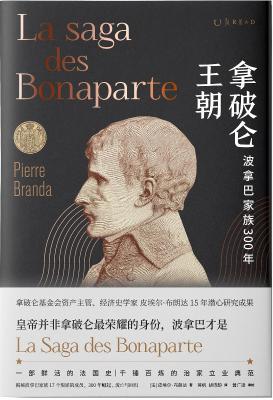 La saga
des
Bonaparte
UNREAD
拿破仑
王朝
波拿巴家族300年
Pierre
Branda
拿破仑基金会资产主管、经济史学家 皮埃尔·布朗达 15年潜心研究成果
皇帝并非拿破仑最荣耀的身份，波拿巴才是
La Saga des Bonaparte
一部鲜活的法国史|千锤百炼的治家立业典范